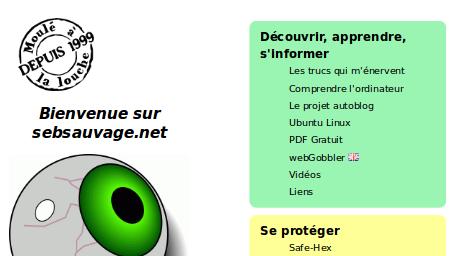 Moulé à
DEPUIS 1999
la louche
Bienvenue sur
sebsauvage.net
Découvrir, apprendre,
s'informer
Les trucs qui m'énervent
Comprendre l'ordinateur
Le projet autoblog
Ubuntu Linux
PDF Gratuit
webGobbler
Vidéos
Liens
Se protéger
Safe-Hex